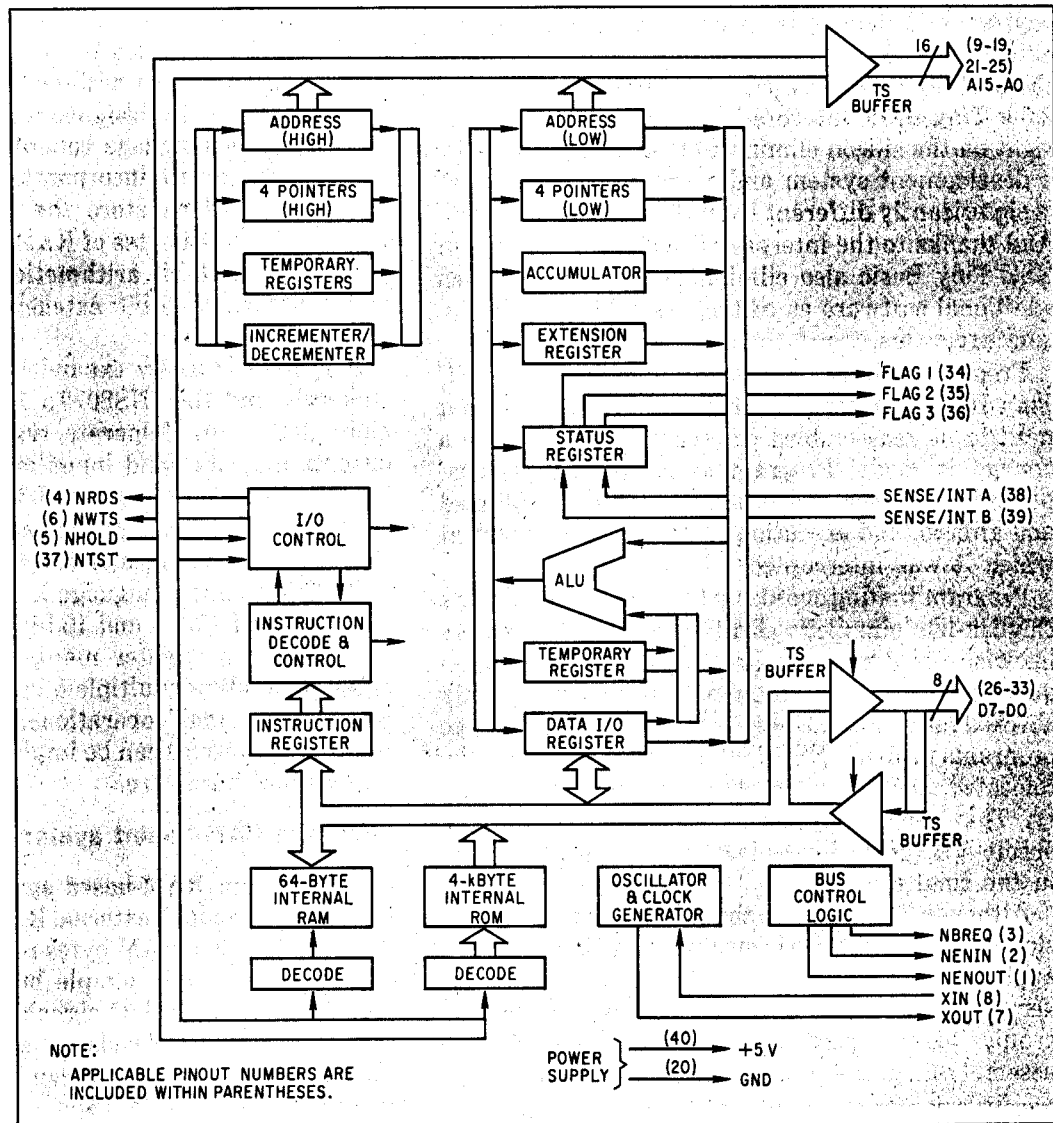 16
(9-19,
21-25)
A15-A0
TS
BUFFER
ADDRESS
(HIGH)
4 POINTERS
(HIGH)
TEMPORARY
REGISTERS
INCREMENTER/
DECREMENTER
ADDRESS
(LOW)
4 POINTERS
(LOW)
ACCUMULATOR
EXTENSION
REGISTER
FLAG 1 (34)
FLAG 2 (35)
FLAG 3 (36)
STATUS
REGISTER
SENSE/INT A (38)
SENSE/INT B (39)
(4) NRDS
(6) NWTS
(5) NHOLD
(37) NTST
I/O
CONTROL
ALU
INSTRUCTION
DECODE &
CONTROL
TEMPORARY
REGISTER
INSTRUCTION
REGISTER
DATA I/O
REGISTER
TS
BUFFER
8
(26-33)
D7-D0
TS
BUFFER
64-BYTE
INTERNAL
RAM
4-kBYTE
INTERNAL
ROM
OSCILLATOR
& CLOCK
GENERATOR
BUS
CONTROL
LOGIC
DECODE
DECODE
NBREQ (3)
NENIN (2)
NENOUT (1)
XIN (8)
XOUT (7)
NOTE:
APPLICABLE PINOUT NUMBERS ARE
INCLUDED WITHIN PARENTHESES.
POWER
SUPPLY
(40)
+5 V
(20)
GND